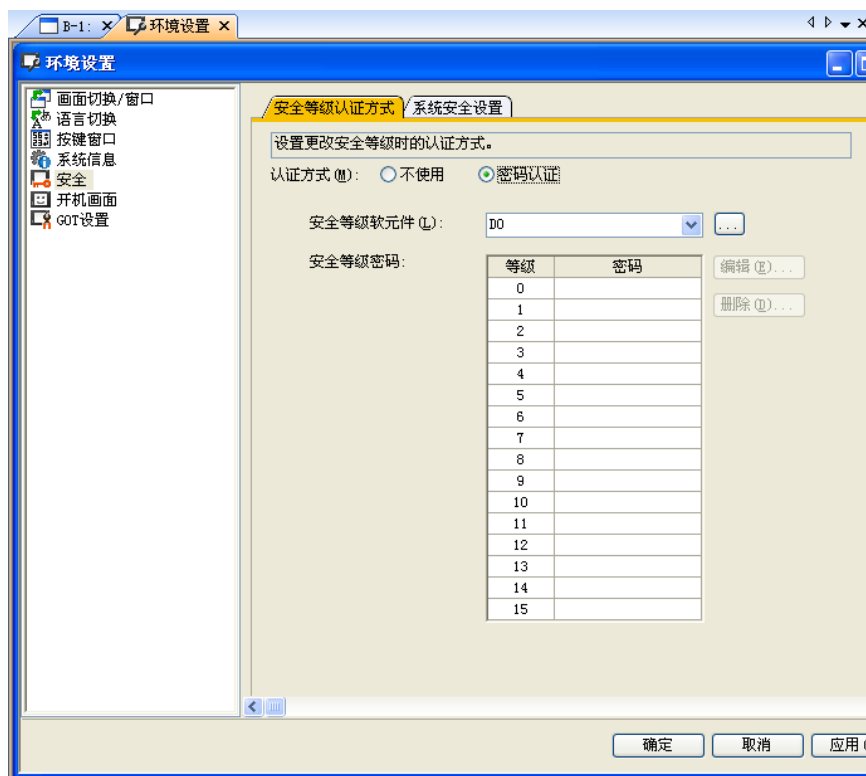 B-1:
环境设置
环境设置
画面切换/窗口
语言切换
按键窗口
系统信息
安全
开机画面
GOT设置
安全等级认证方式
系统安全设置
设置更改安全等级时的认证方式。
认证方式(M): 不使用 密码认证
安全等级软元件(L): D0 ...
安全等级密码:
等级 密码
编辑(E)...
0
删除(D)...
1
2
3
4
5
6
7
8
9
10
11
12
13
14
15
确定 取消 应用(